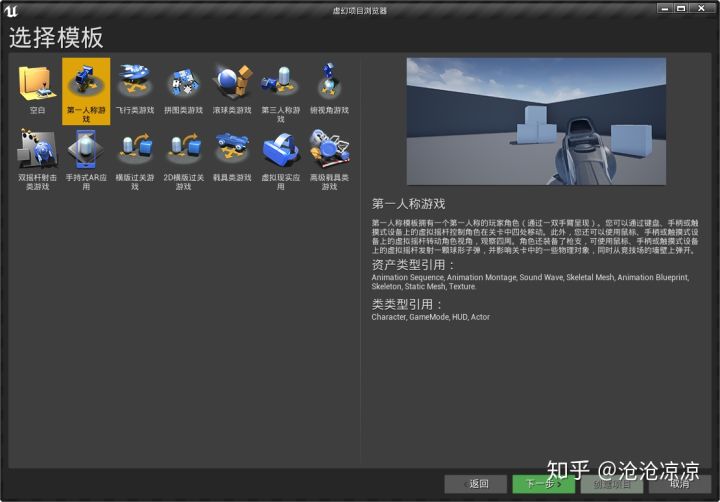 虚幻项目浏览器
选择模板
空白
第一人称游
戏
飞行类游戏
拼图类游戏
滚球类游戏
第三人称游
戏
俯视角游戏
双摇杆射击
类游戏
手持式AR应
用
横版过关游
戏
2D横版过关
游戏
载具类游戏
虚拟现实应
用
高级载具类
游戏
第一人称游戏
第一人称模板拥有一个第一人称的玩家角色（通过一双手臂呈现）。您可以通过键盘、手柄或触
摸式设备上的虚拟摇杆控制角色在关卡中四处移动。此外，您还可以使用鼠标、手柄或触摸式设
备上的虚拟摇杆转动角色视角，观察四周。角色还装备了枪支，可使用鼠标、手柄或触摸式设备
上的虚拟摇杆发射一颗球形子弹，并影响关卡中的一些物理对象，同时从竞技场的墙壁上弹开。
资产类型引用：
Animation Sequence, Animation Montage, Sound Wave, Skeletal Mesh, Animation Blueprint,
Skeleton, Static Mesh, Texture.
类类型引用：
Character, GameMode, HUD, Actor
返回
下一步
创建项目
取消
知乎 @沧沧凉凉